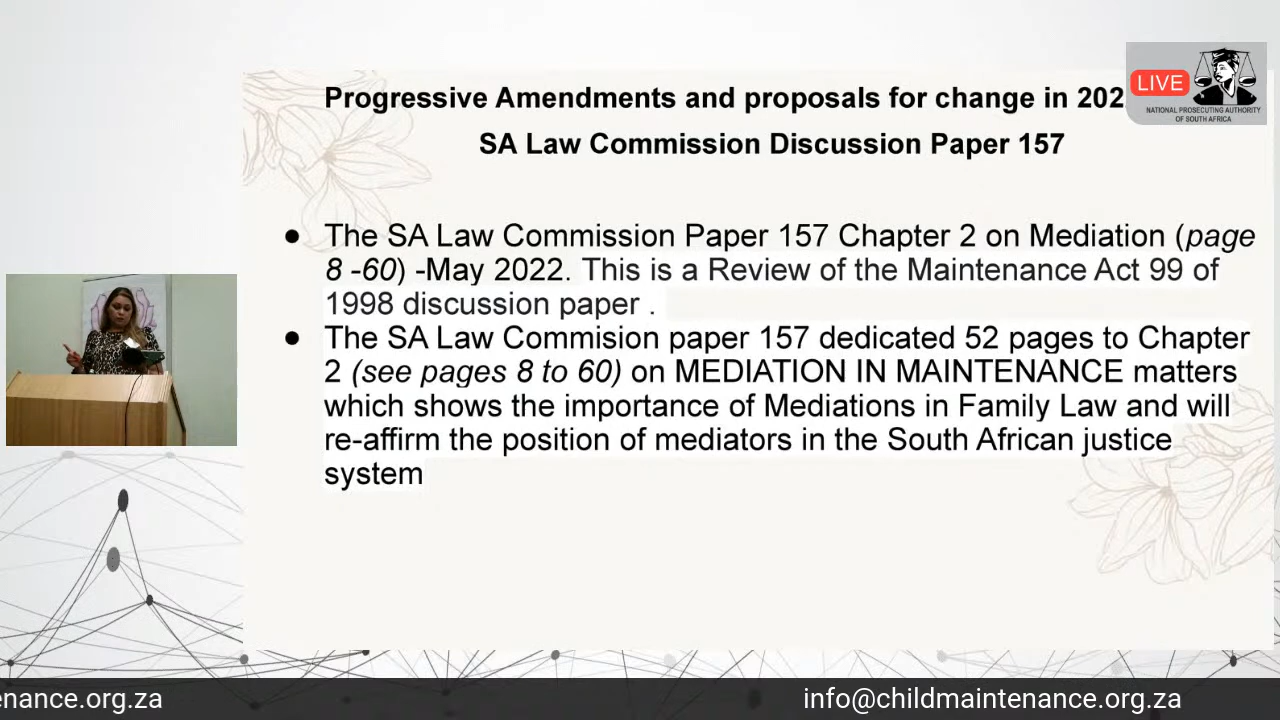 Progressive Amendments and proposals for change in 202
SA Law Commission Discussion Paper 157
LIVE
NATIONAL PROSECUTING AUTHORITY
OF SOUTH AFRICA
● The SA Law Commission Paper 157 Chapter 2 on Mediation (page
8 -60) -May 2022. This is a Review of the Maintenance Act 99 of
1998 discussion paper .
● The SA Law Commision paper 157 dedicated 52 pages to Chapter
2 (see pages 8 to 60) on MEDIATION IN MAINTENANCE matters
which shows the importance of Mediations in Family Law and will
re-affirm the position of mediators in the South African justice
system
enance.org.za
info@childmaintenance.org.za